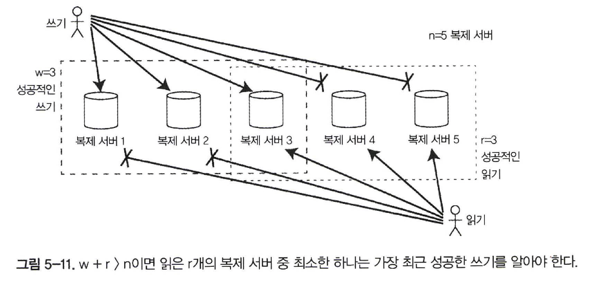 쓰기
n=5 복제 서버
w=3
성공적인
쓰기
복제 서버 1
복제 서버 2
복제 서버 3
복제 서버 4
복제 서버 5
r=3
성공적인
읽기
읽기
그림 5-11. w + r > n이면 읽은 r개의 복제 서버 중 최소한 하나는 가장 최근 성공한 쓰기를 알아야 한다.